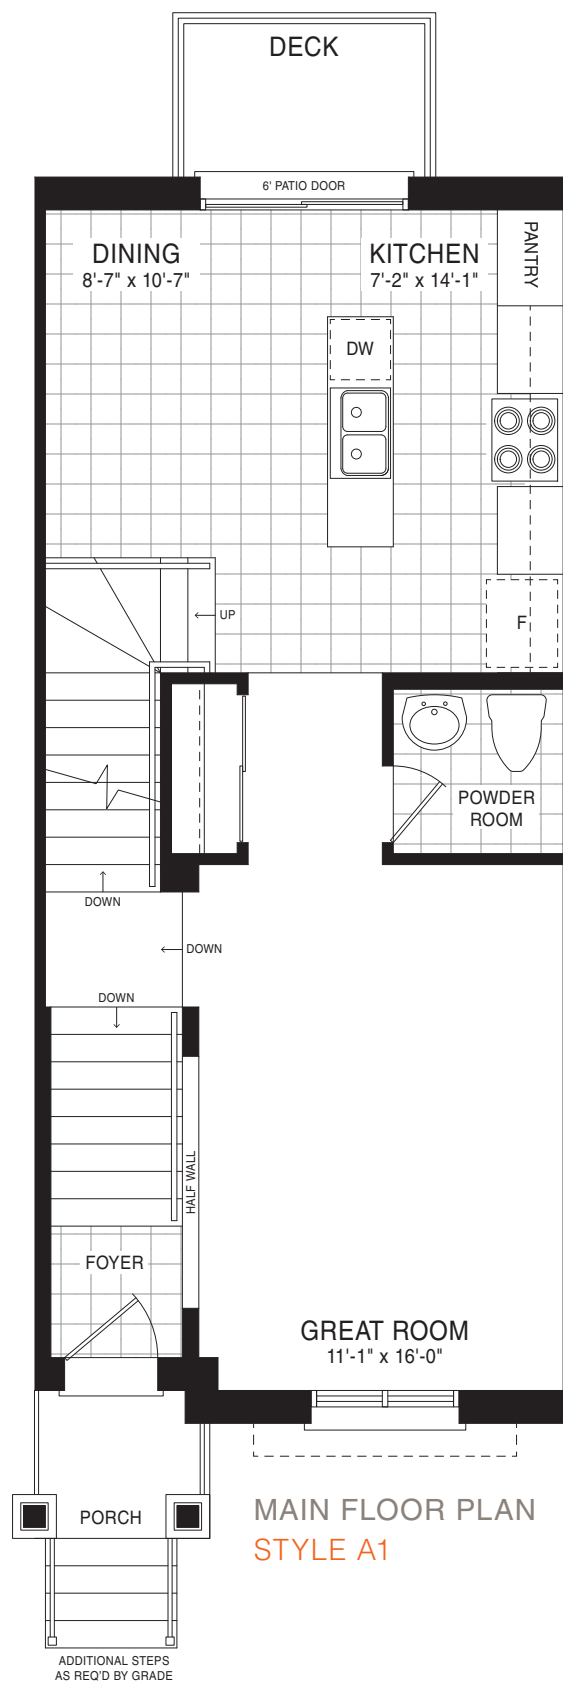 DECK
6' PATIO DOOR
DINING
8'-7" x 10'-7"
KITCHEN
7'-2" x 14'-1"
PANTRY
DW
UP
F
POWDER
ROOM
DOWN
DOWN
DOWN
HALF WALL
FOYER
GREAT ROOM
11'-1" x 16'-0"
PORCH
MAIN FLOOR PLAN
STYLE A1
ADDITIONAL STEPS
AS REQ'D BY GRADE